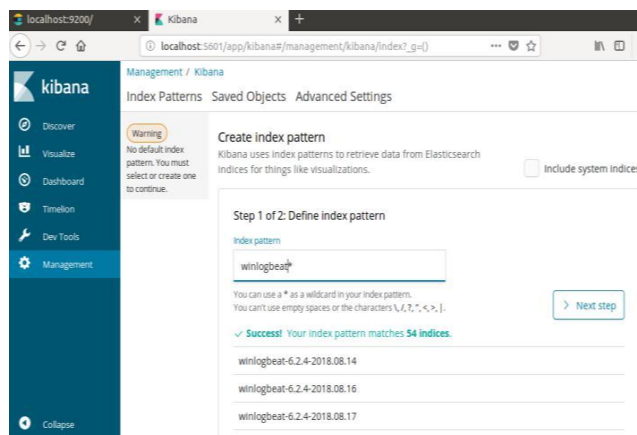 localhost:9200/
Kibana
localhost:5601/app/kibana#/management/kibana/index?_g=()
kibana
Discover
Visualize
Dashboard
Timelion
Dev Tools
Management
Collapse
Management / Kibana
Index Patterns Saved Objects Advanced Settings
Warning
No default index
pattern. You must
select or create one
to continue.
Create index pattern
Kibana uses index patterns to retrieve data from Elasticsearch
indices for things like visualizations.
Include system indices
Step 1 of 2: Define index pattern
Index pattern
winlogbeat*
You can use a * as a wildcard in your index pattern.
You can't use empty spaces or the characters \, /, ?, ", <, >, |.
Next step
Success! Your index pattern matches 54 indices.
winlogbeat-6.2.4-2018.08.14
winlogbeat-6.2.4-2018.08.16
winlogbeat-6.2.4-2018.08.17